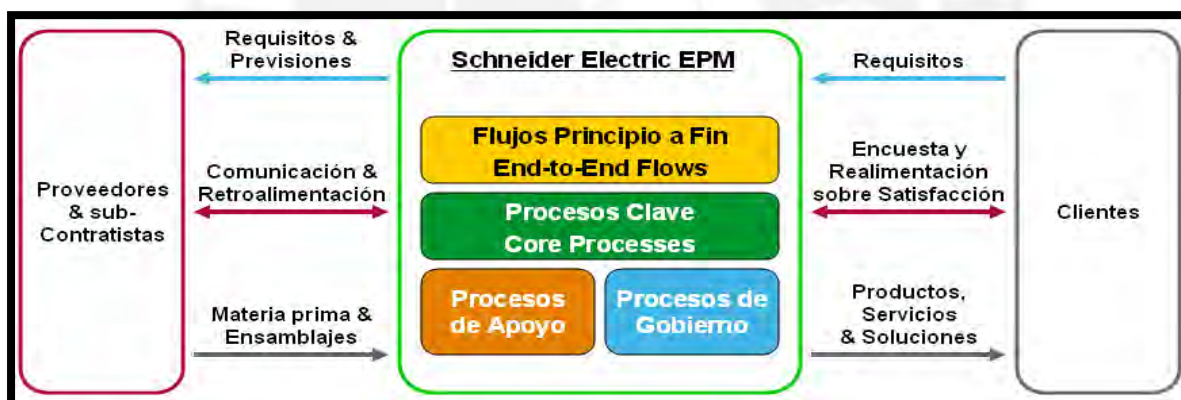 Proveedores
& sub-
Contratistas
Requisitos &
Previsiones
Comunicación &
Retroalimentación
Materia prima &
Ensamblajes
Schneider Electric EPM
Flujos Principio a Fin
End-to-End Flows
Procesos Clave
Core Processes
Procesos
de Apoyo
Procesos de
Gobierno
Requisitos
Encuesta y
Realimentación
sobre Satisfacción
Productos,
Servicios
& Soluciones
Clientes